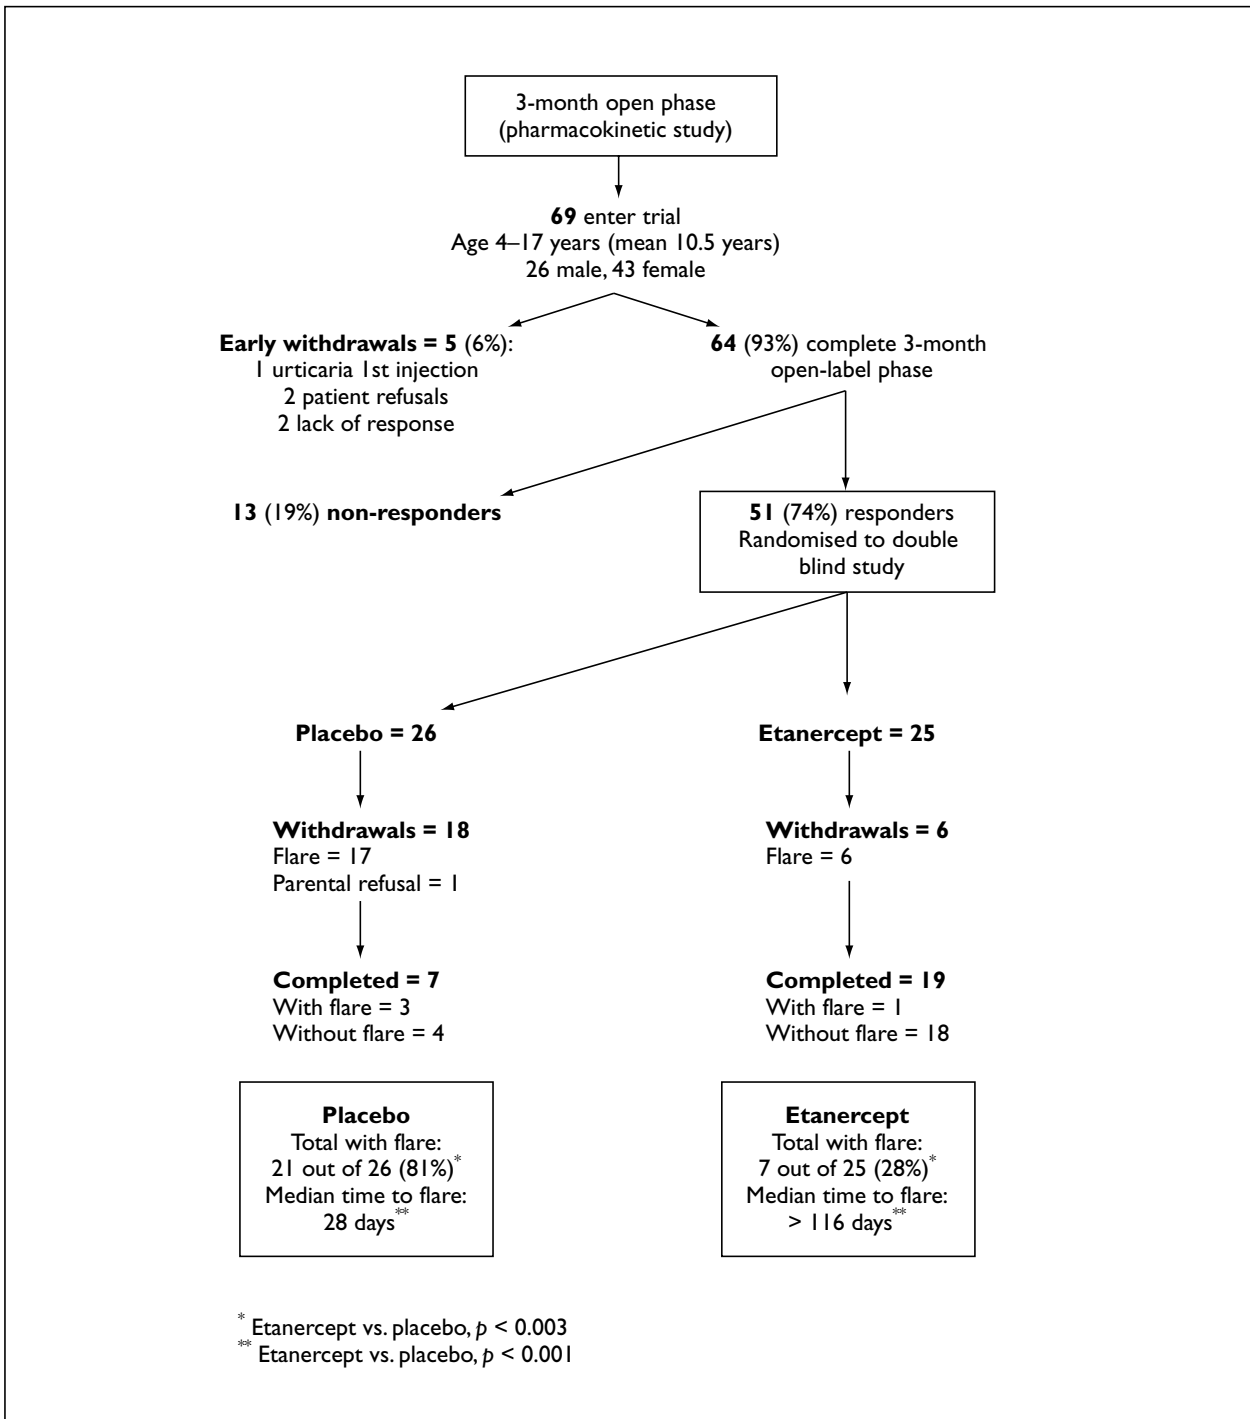 3-month open phase
(pharmacokinetic study)
69 enter trial
Age 4–17 years (mean 10.5 years)
26 male, 43 female
Early withdrawals = 5 (6%):
1 urticaria 1st injection
2 patient refusals
2 lack of response
64 (93%) complete 3-month
open-label phase
13 (19%) non-responders
51 (74%) responders
Randomised to double
blind study
Placebo = 26
Etanercept = 25
Withdrawals = 18
Flare = 17
Parental refusal = 1
Withdrawals = 6
Flare = 6
Completed = 7
With flare = 3
Without flare = 4
Completed = 19
With flare = 1
Without flare = 18
Placebo
Total with flare:
21 out of 26 (81%)*
Median time to flare:
28 days**
Etanercept
Total with flare:
7 out of 25 (28%)*
Median time to flare:
> 116 days**
* Etanercept vs. placebo, p < 0.003
** Etanercept vs. placebo, p < 0.001